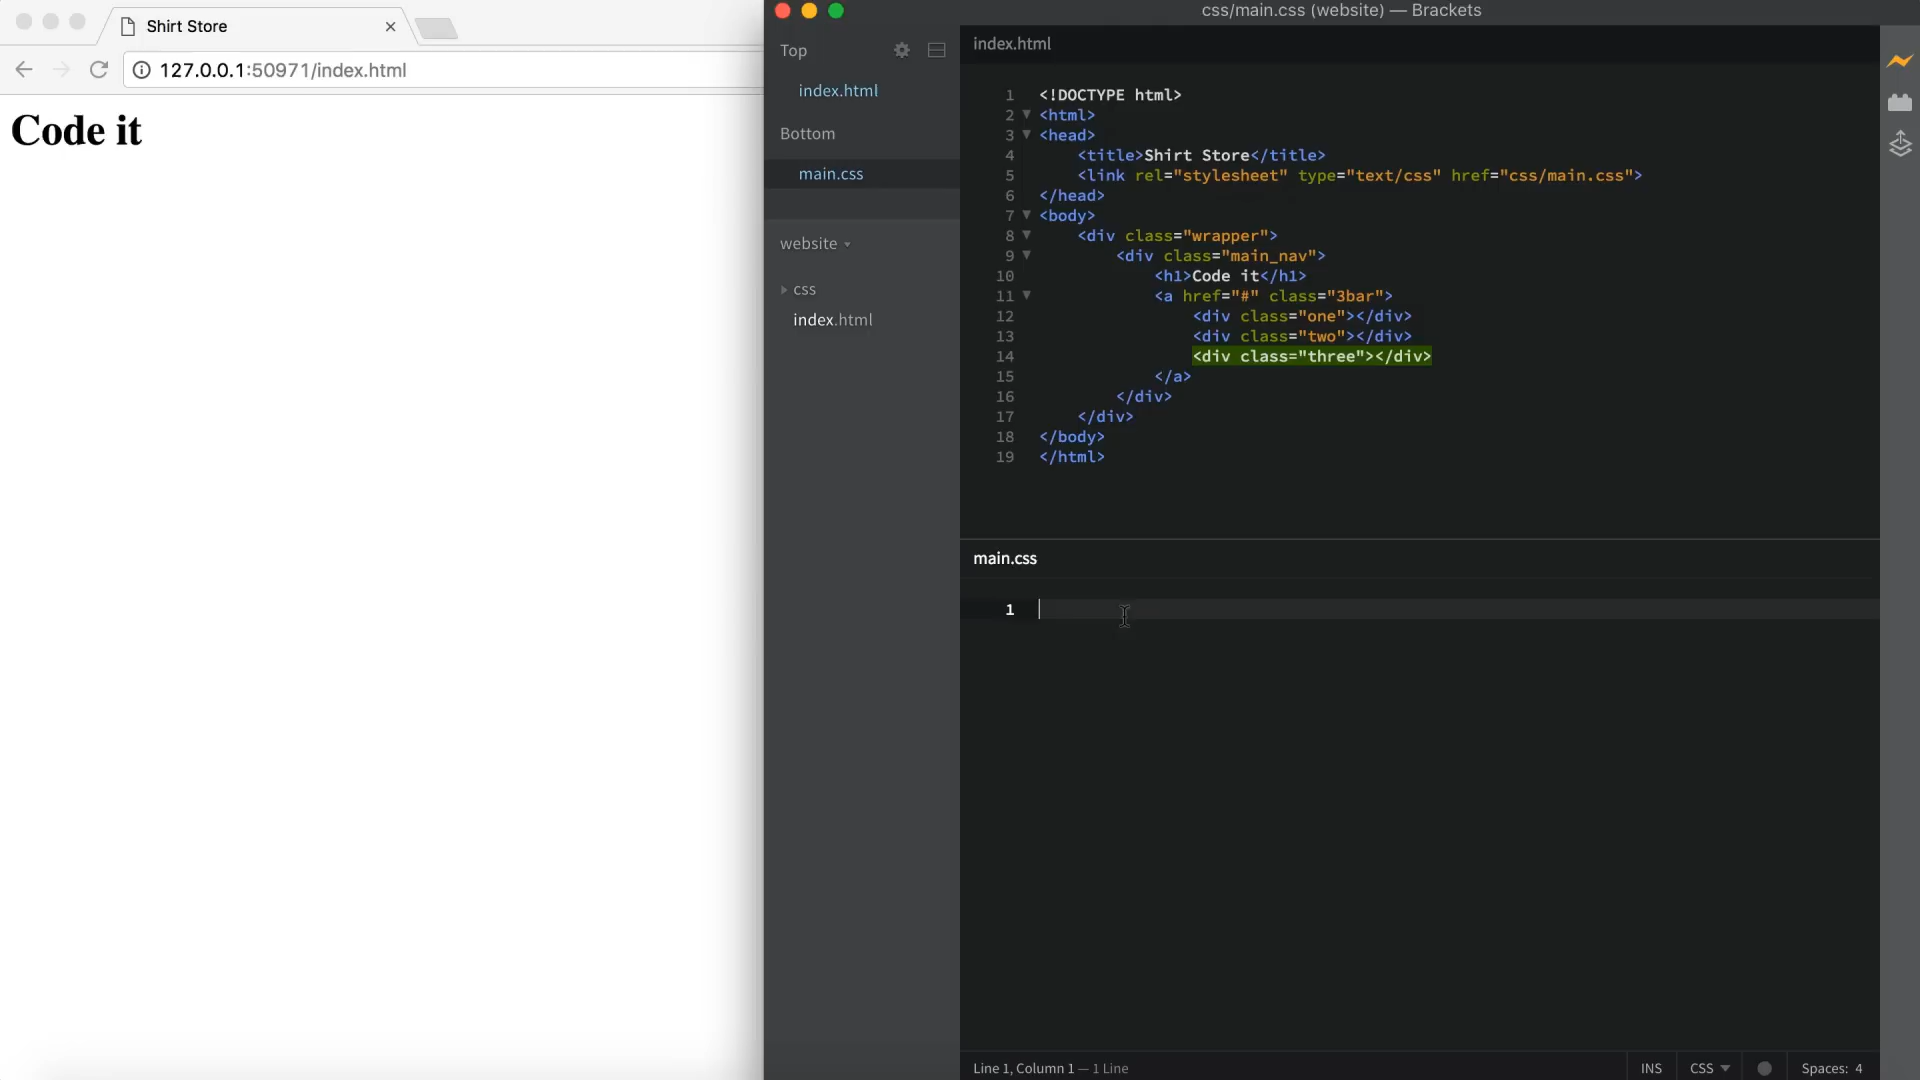 Shirt Store
127.0.0.1:50971/index.html
Code it
css/main.css (website) — Brackets
Top
index.html
Bottom
main.css
website
css
index.html
index.html
1 <!DOCTYPE html>
2 <html>
3 <head>
4 <title>Shirt Store</title>
5 <link rel="stylesheet" type="text/css" href="css/main.css">
6 </head>
7 <body>
8 <div class="wrapper">
9 <div class="main_nav">
10 <h1>Code it</h1>
11 <a href="#" class="3bar">
12 <div class="one"></div>
13 <div class="two"></div>
14 <div class="three"></div>
15 </a>
16 </div>
17 </div>
18 </body>
19 </html>
main.css
1
Line 1, Column 1 — 1 Line
INS
CSS
Spaces: 4